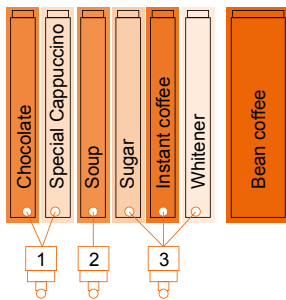 Chocolate
Special Cappuccino
Soup
Sugar
Instant coffee
Whitener
Bean coffee
1
2
3